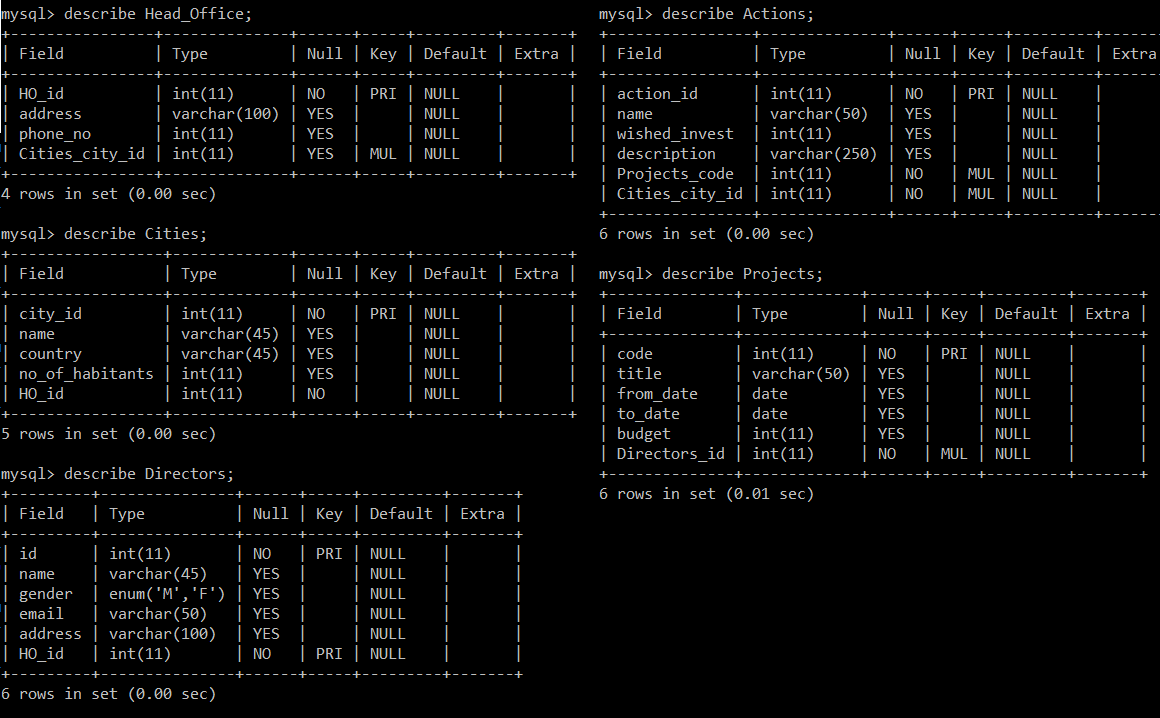 mysql> describe Head_Office;
+----------------+--------------+------+-----+---------+-------+
| Field          | Type         | Null | Key | Default | Extra |
+----------------+--------------+------+-----+---------+-------+
| HO_id          | int(11)      | NO   | PRI | NULL    |       |
| address        | varchar(100) | YES  |     | NULL    |       |
| phone_no       | int(11)      | YES  |     | NULL    |       |
| Cities_city_id | int(11)      | YES  | MUL | NULL    |       |
+----------------+--------------+------+-----+---------+-------+
4 rows in set (0.00 sec)
mysql> describe Cities;
+-----------------+-------------+------+-----+---------+-------+
| Field           | Type        | Null | Key | Default | Extra |
+-----------------+-------------+------+-----+---------+-------+
| city_id         | int(11)     | NO   | PRI | NULL    |       |
| name            | varchar(45) | YES  |     | NULL    |       |
| country         | varchar(45) | YES  |     | NULL    |       |
| no_of_habitants | int(11)     | YES  |     | NULL    |       |
| HO_id           | int(11)     | NO   |     | NULL    |       |
+-----------------+-------------+------+-----+---------+-------+
5 rows in set (0.00 sec)
mysql> describe Directors;
+---------+---------------+------+-----+---------+-------+
| Field   | Type          | Null | Key | Default | Extra |
+---------+---------------+------+-----+---------+-------+
| id      | int(11)       | NO   | PRI | NULL    |       |
| name    | varchar(45)   | YES  |     | NULL    |       |
| gender  | enum('M','F') | YES  |     | NULL    |       |
| email   | varchar(50)   | YES  |     | NULL    |       |
| address | varchar(100)  | YES  |     | NULL    |       |
| HO_id   | int(11)       | NO   | PRI | NULL    |       |
+---------+---------------+------+-----+---------+-------+
6 rows in set (0.00 sec)
mysql> describe Actions;
+----------------+--------------+------+-----+---------+------
| Field          | Type         | Null | Key | Default | Extra
+----------------+--------------+------+-----+---------+------
| action_id      | int(11)      | NO   | PRI | NULL    |
| name           | varchar(50)  | YES  |     | NULL    |
| wished_invest  | int(11)      | YES  |     | NULL    |
| description    | varchar(250) | YES  |     | NULL    |
| Projects_code  | int(11)      | NO   | MUL | NULL    |
| Cities_city_id | int(11)      | NO   | MUL | NULL    |
+----------------+--------------+------+-----+---------+------
6 rows in set (0.00 sec)
mysql> describe Projects;
+--------------+-------------+------+-----+---------+-------+
| Field        | Type        | Null | Key | Default | Extra |
+--------------+-------------+------+-----+---------+-------+
| code         | int(11)     | NO   | PRI | NULL    |       |
| title        | varchar(50) | YES  |     | NULL    |       |
| from_date    | date        | YES  |     | NULL    |       |
| to_date      | date        | YES  |     | NULL    |       |
| budget       | int(11)     | YES  |     | NULL    |       |
| Directors_id | int(11)     | NO   | MUL | NULL    |       |
+--------------+-------------+------+-----+---------+-------+
6 rows in set (0.01 sec)